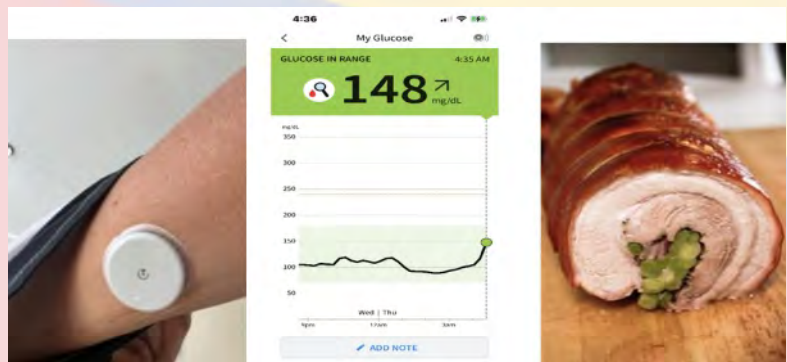 4:36
My Glucose
GLUCOSE IN RANGE 4:35 AM
148 mg/dL
mg/dL
350
300
250
200
150
100
50
Wed | Thu
9pm 12am 3am
ADD NOTE